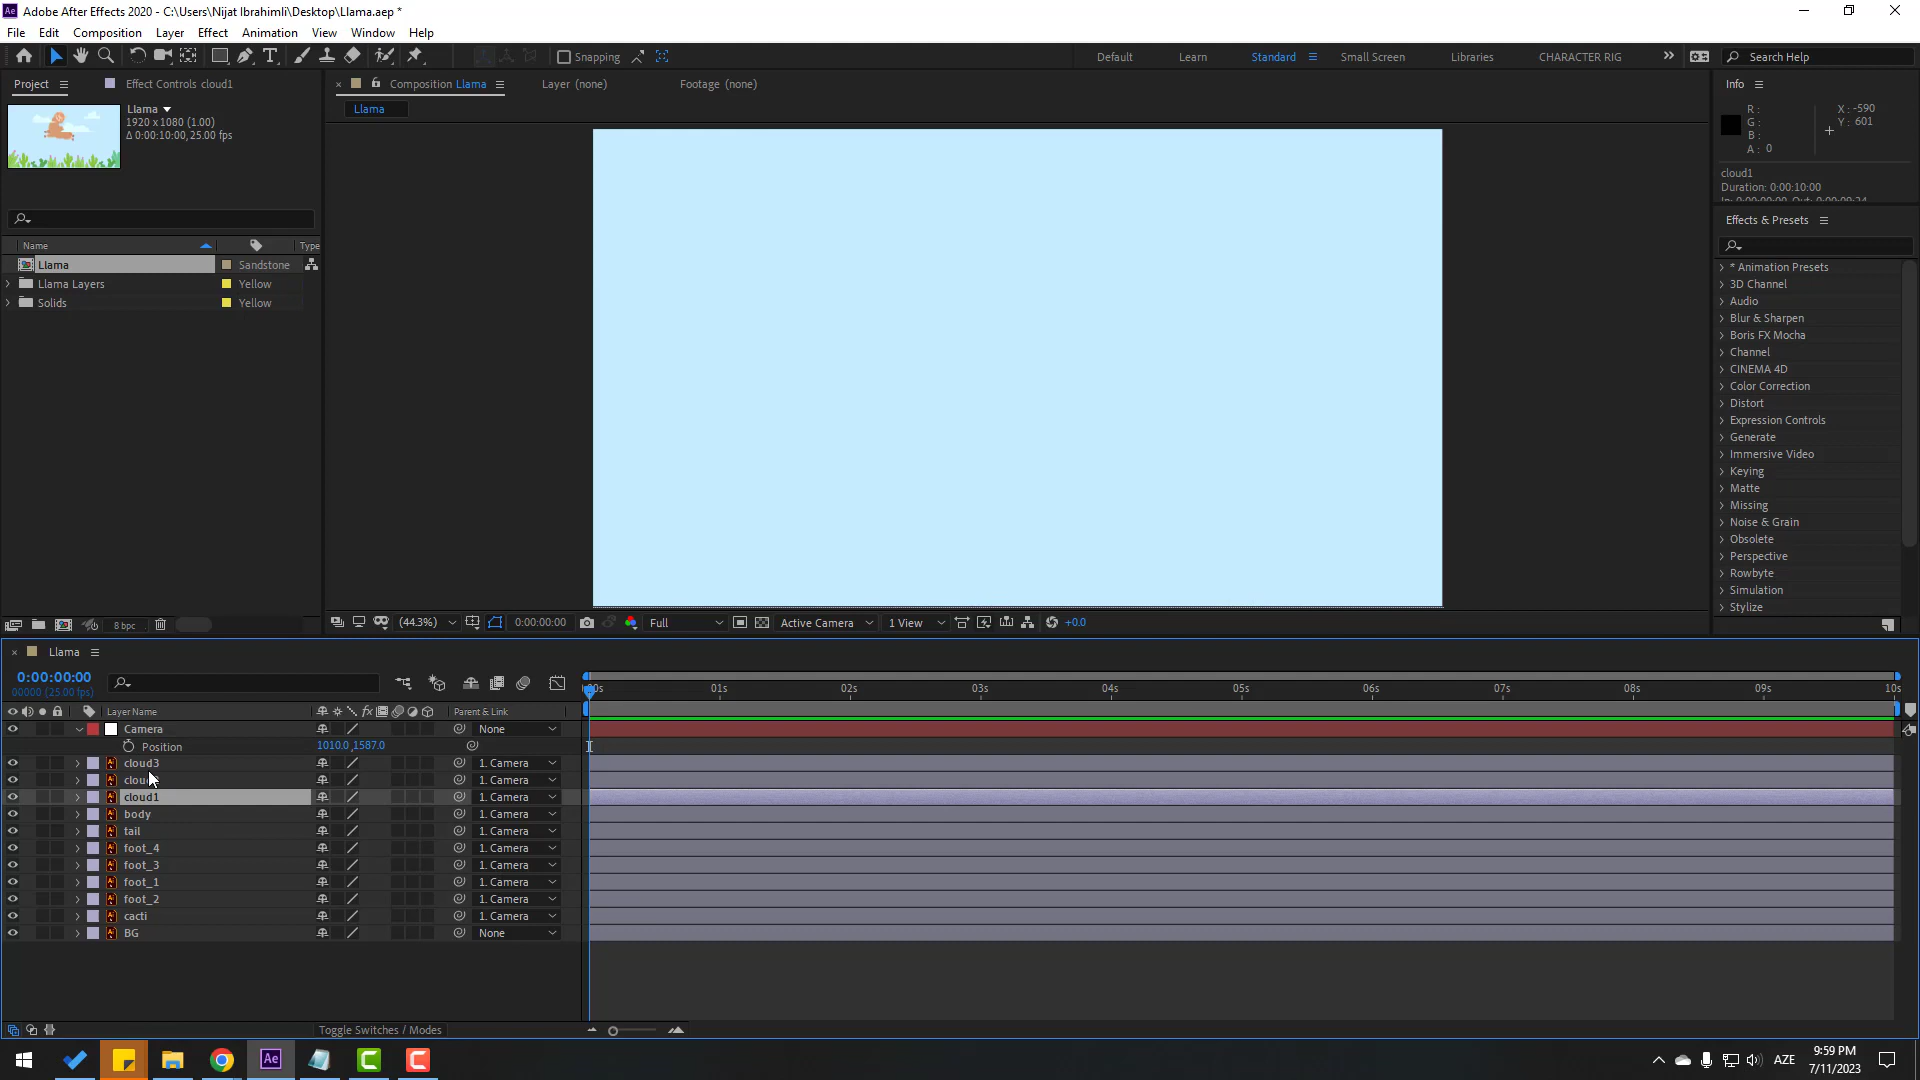 Adobe After Effects 2020 - C:\Users\Nijat Ibrahimli\Desktop\Llama.aep *
File Edit Composition Layer Effect Animation View Window Help
Snapping
Default Learn Standard Small Screen Libraries CHARACTER RIG Search Help
Project Effect Controls cloud1
Composition Llama Layer (none) Footage (none)
Info
Llama
1920 x 1080 (1.00)
Δ 0:00:10:00, 25.00 fps
Llama
R :
G :
B :
A : 0
X : -590
Y : 601
cloud1
Duration: 0:00:10:00
Effects & Presets
Name Type
Llama Sandstone
Llama Layers Yellow
Solids Yellow
* Animation Presets
3D Channel
Audio
Blur & Sharpen
Boris FX Mocha
Channel
CINEMA 4D
Color Correction
Distort
Expression Controls
Generate
Immersive Video
Keying
Matte
Missing
Noise & Grain
Obsolete
Perspective
Rowbyte
Simulation
Stylize
8 bpc
(44.3%) 0:00:00:00 Full Active Camera 1 View +0.0
Llama
0:00:00:00
00000 (25.00 fps)
00s 01s 02s 03s 04s 05s 06s 07s 08s 09s 10s
Layer Name Parent & Link
Camera None
Position 1010.0,1587.0
cloud3 1. Camera
1. Camera
cloud1 1. Camera
body 1. Camera
tail 1. Camera
foot_4 1. Camera
foot_3 1. Camera
foot_1 1. Camera
foot_2 1. Camera
cacti 1. Camera
BG None
Toggle Switches / Modes
AZE
9:59 PM
7/11/2023